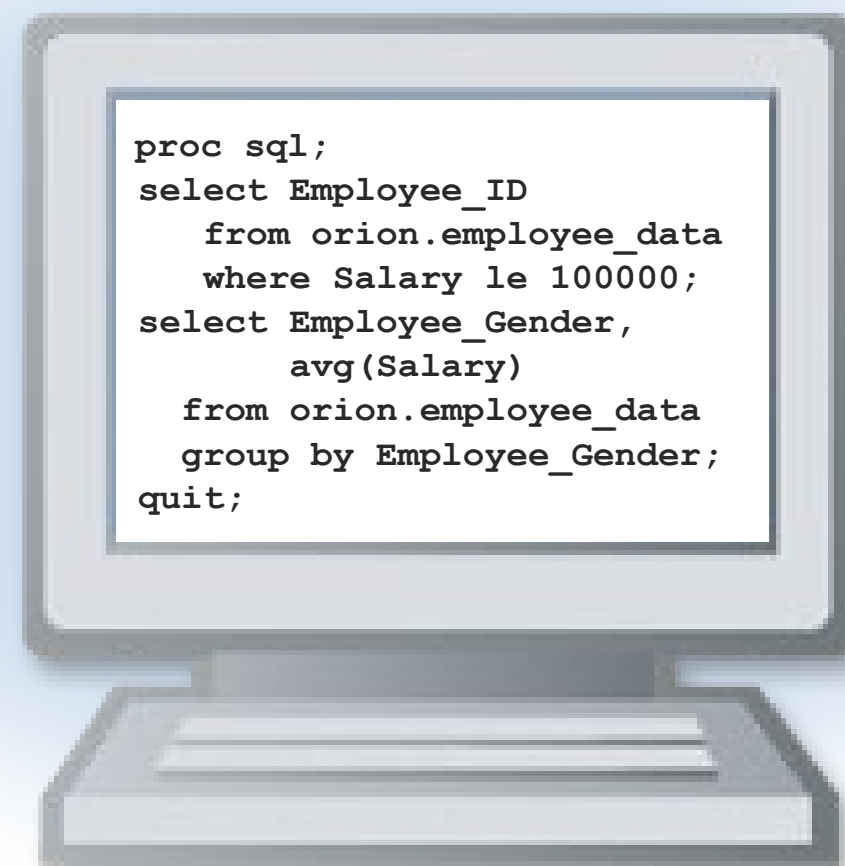 proc sql;
select Employee_ID
from orion.employee_data
where Salary le 100000;
select Employee_Gender,
avg(Salary)
from orion.employee_data
group by Employee_Gender;
quit;